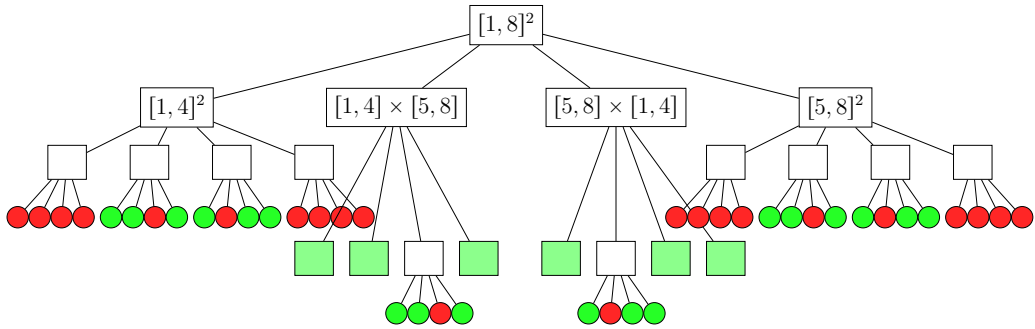 [1, 8]²
[1, 4]²
[1, 4] × [5, 8]
[5, 8] × [1, 4]
[5, 8]²